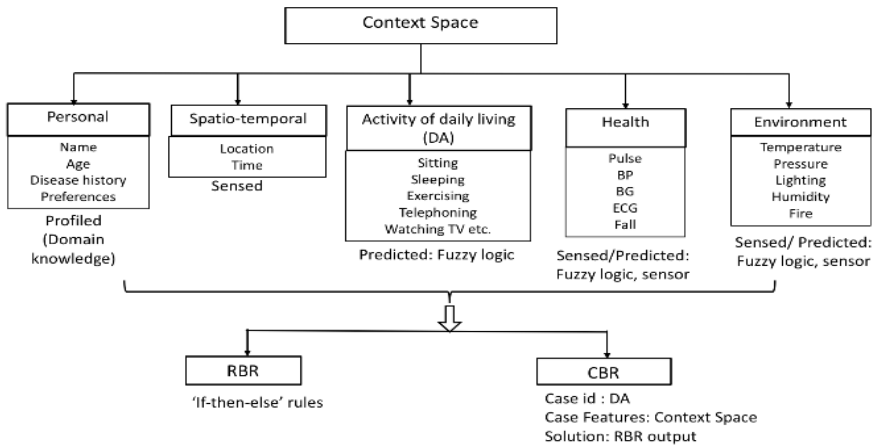 Context Space
Personal
Name
Age
Disease history
Preferences
Profiled
(Domain
knowledge)
Spatio-temporal
Location
Time
Sensed
Activity of daily living
(DA)
Sitting
Sleeping
Exercising
Telephoning
Watching TV etc.
Predicted: Fuzzy logic
Health
Pulse
BP
BG
ECG
Fall
Sensed/Predicted:
Fuzzy logic, sensor
Environment
Temperature
Pressure
Lighting
Humidity
Fire
Sensed/ Predicted:
Fuzzy logic, sensor
RBR
‘If-then-else’ rules
CBR
Case id : DA
Case Features: Context Space
Solution: RBR output